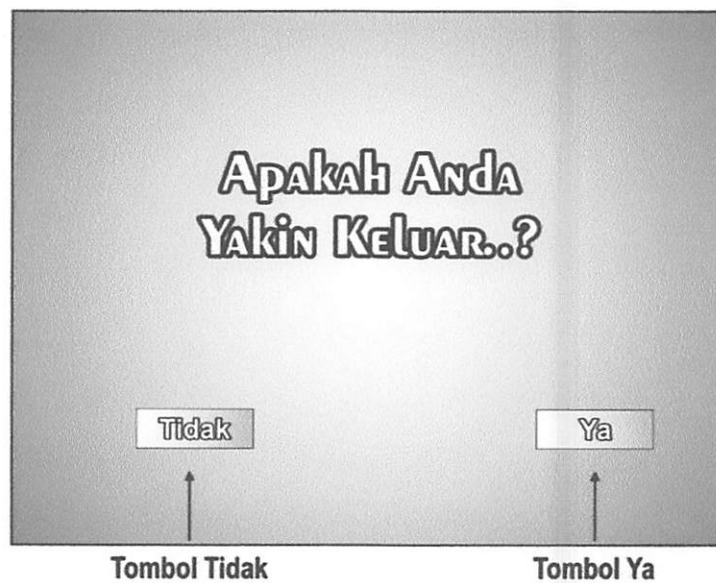 Apakah Anda
Yakin Keluar..?
Tidak
Ya
Tombol Tidak
Tombol Ya